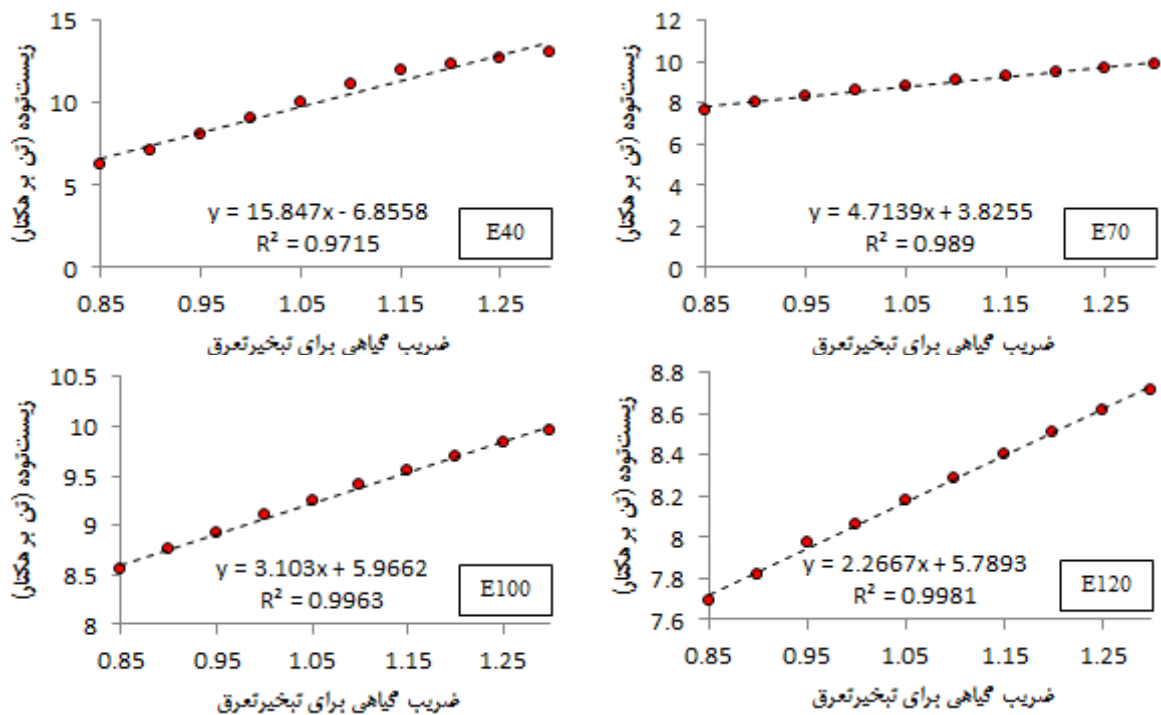 15
10
5
0
زیست‌توده (تن بر هکتار)
y = 15.847x - 6.8558
R² = 0.9715
E40
0.85 0.95 1.05 1.15 1.25
ضریب گیاهی برای تبخیرتعرق
12
10
8
6
4
2
0
زیست‌توده (تن بر هکتار)
y = 4.7139x + 3.8255
R² = 0.989
E70
0.85 0.95 1.05 1.15 1.25
ضریب گیاهی برای تبخیرتعرق
10.5
10
9.5
9
8.5
8
زیست‌توده (تن بر هکتار)
y = 3.103x + 5.9662
R² = 0.9963
E100
0.85 0.95 1.05 1.15 1.25
ضریب گیاهی برای تبخیرتعرق
8.8
8.6
8.4
8.2
8
7.8
7.6
زیست‌توده (تن بر هکتار)
y = 2.2667x + 5.7893
R² = 0.9981
E120
0.85 0.95 1.05 1.15 1.25
ضریب گیاهی برای تبخیرتعرق